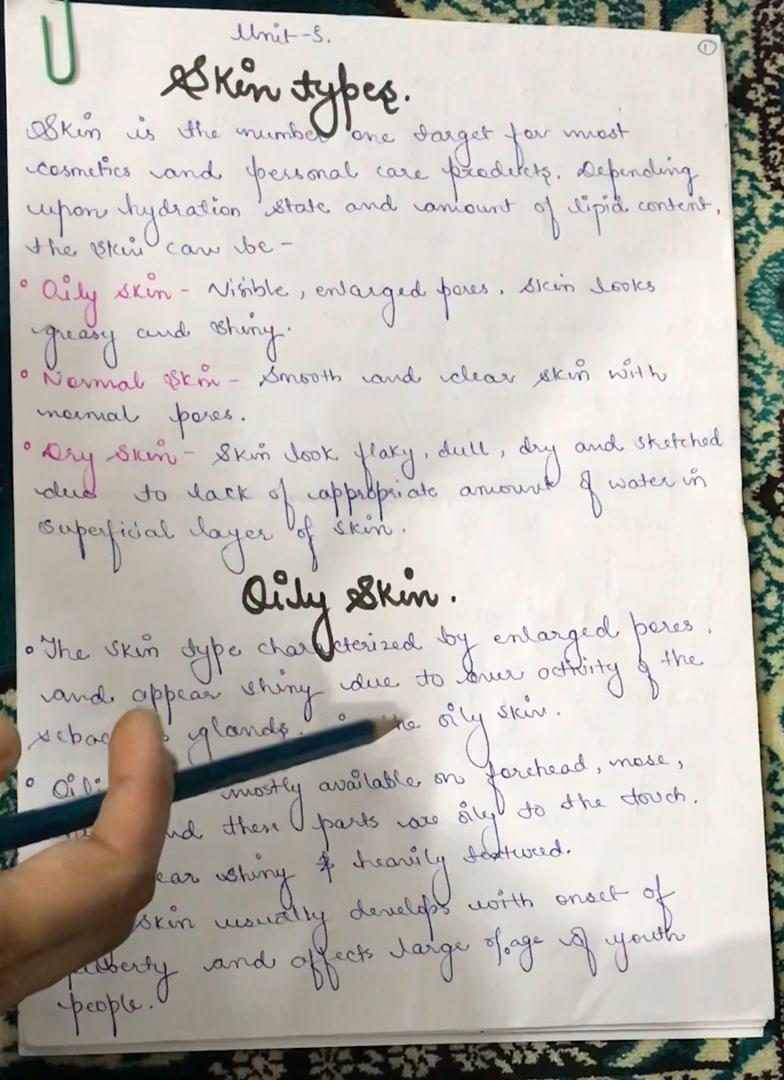 Unit-5.
1
Skin types.
Skin is the number one target for most
cosmetics and personal care products. Depending
upon hydration state and amount of lipid content,
the skin can be -
• Oily skin - Visible, enlarged pores. Skin looks
greasy and shiny.
• Normal Skin - Smooth and clear skin with
normal pores.
• Dry Skin - Skin look flaky, dull, dry and stretched
due to lack of appropriate amount of water in
superficial layer of skin.
Oily Skin.
• The skin type characterized by enlarged pores.
and appear shiny due to over activity of the
glands. the oily skin.
• mostly available on forehead, nose,
these parts are oily to the touch.
shiny & heavily textured.
skin usually develops with onset of
puberty and affects large %age of youth
people.